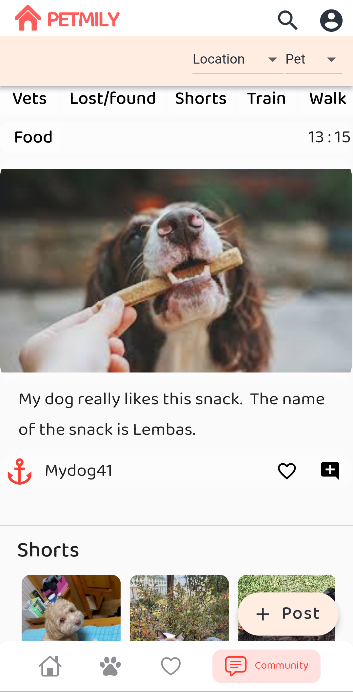 PETMILY
Location Pet
Vets Lost/found Shorts Train Walk
Food 13 : 15
My dog really likes this snack. The name
of the snack is Lembas.
Mydog41
Shorts
+ Post
Community